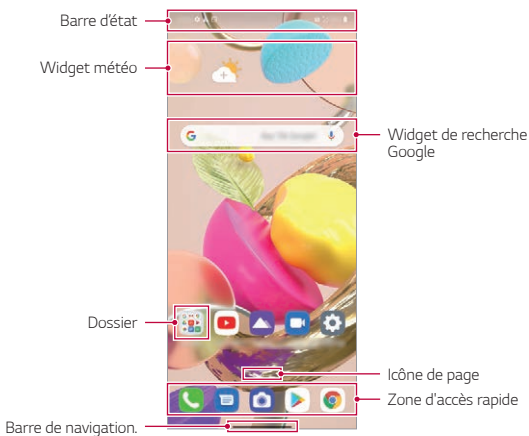 Barre d'état
Widget météo
Widget de recherche
Google
Dossier
Icône de page
Zone d'accès rapide
Barre de navigation.